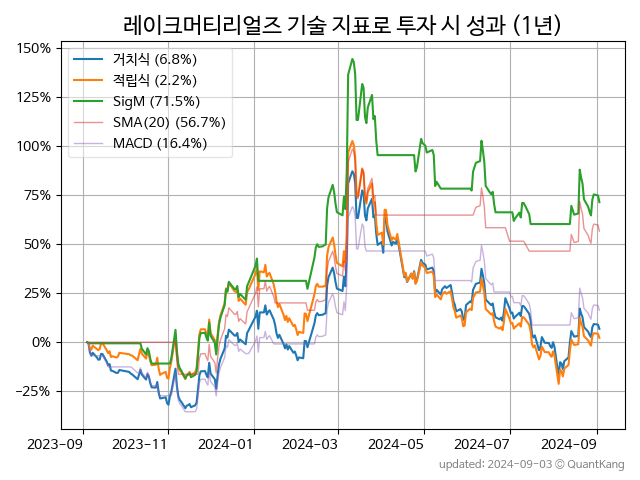 레이크머티리얼즈 기술 지표로 투자 시 성과 (1년)
150%
125%
100%
75%
50%
25%
0%
−25%
거치식 (6.8%)
적립식 (2.2%)
SigM (71.5%)
SMA(20) (56.7%)
MACD (16.4%)
2023-09 2023-11 2024-01 2024-03 2024-05 2024-07 2024-09
updated: 2024-09-03 © QuantKang